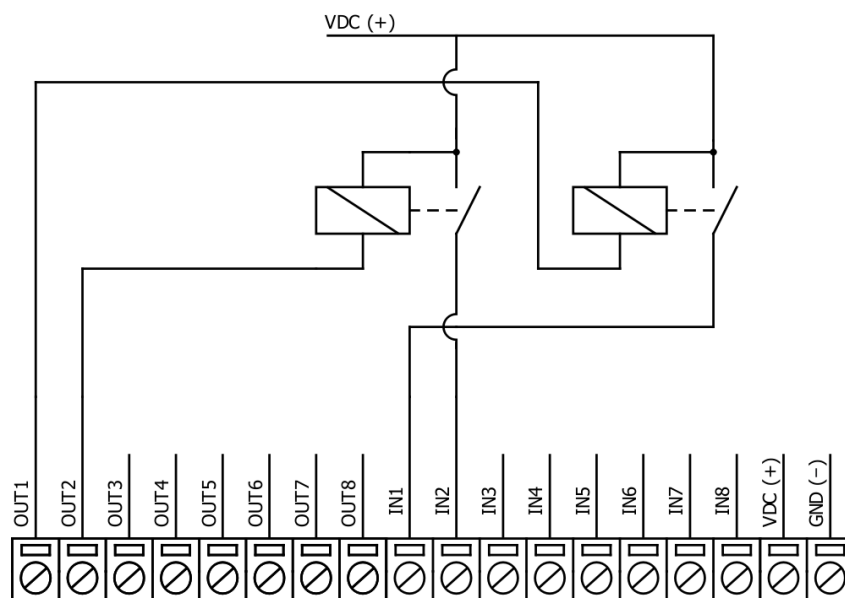 VDC (+)
OUT1
OUT2
OUT3
OUT4
OUT5
OUT6
OUT7
OUT8
IN1
IN2
IN3
IN4
IN5
IN6
IN7
IN8
VDC (+)
GND (−)